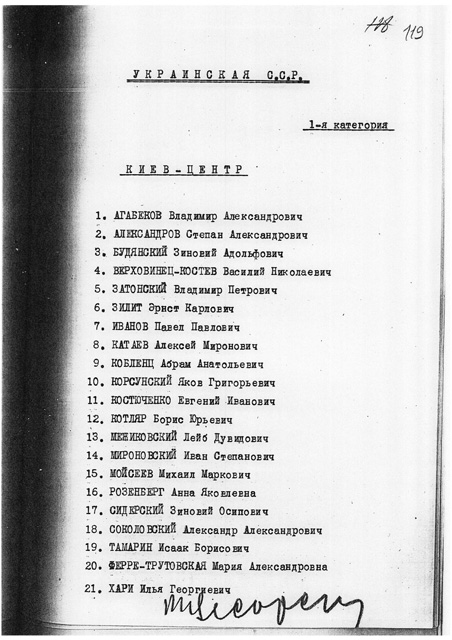 118 119
УКРАИНСКАЯ С.С.Р.
1-я категория
КИЕВ-ЦЕНТР
1. АГАБЕКОВ Владимир Александрович
2. АЛЕКСАНДРОВ Степан Александрович
3. БУДЯНСКИЙ Зиновий Адольфович
4. ВЕРХОВИНЕЦ-КОСТЕВ Василий Николаевич
5. ЗАТОНСКИЙ Владимир Петрович
6. ЗИЛИТ Эрнст Карлович
7. ИВАНОВ Павел Павлович
8. КАТАЕВ Алексей Миронович
9. КОБЛЕНЦ Абрам Анатольевич
10. КОРСУНСКИЙ Яков Григорьевич
11. КОСТЮЧЕНКО Евгений Иванович
12. КОТЛЯР Борис Юрьевич
13. МЕНИКОВСКИЙ Лейб Дувидович
14. МИРОНОВСКИЙ Иван Степанович
15. МОЙСЕЕВ Михаил Маркович
16. РОЗЕНБЕРГ Анна Яковлевна
17. СИДЕРСКИЙ Зиновий Осипович
18. СОКОЛОВСКИЙ Александр Александрович
19. ТАМАРИН Исаак Борисович
20. ФЕРРЕ-ТРУТОВСКАЯ Мария Александровна
21. ХАРИ Илья Георгиевич